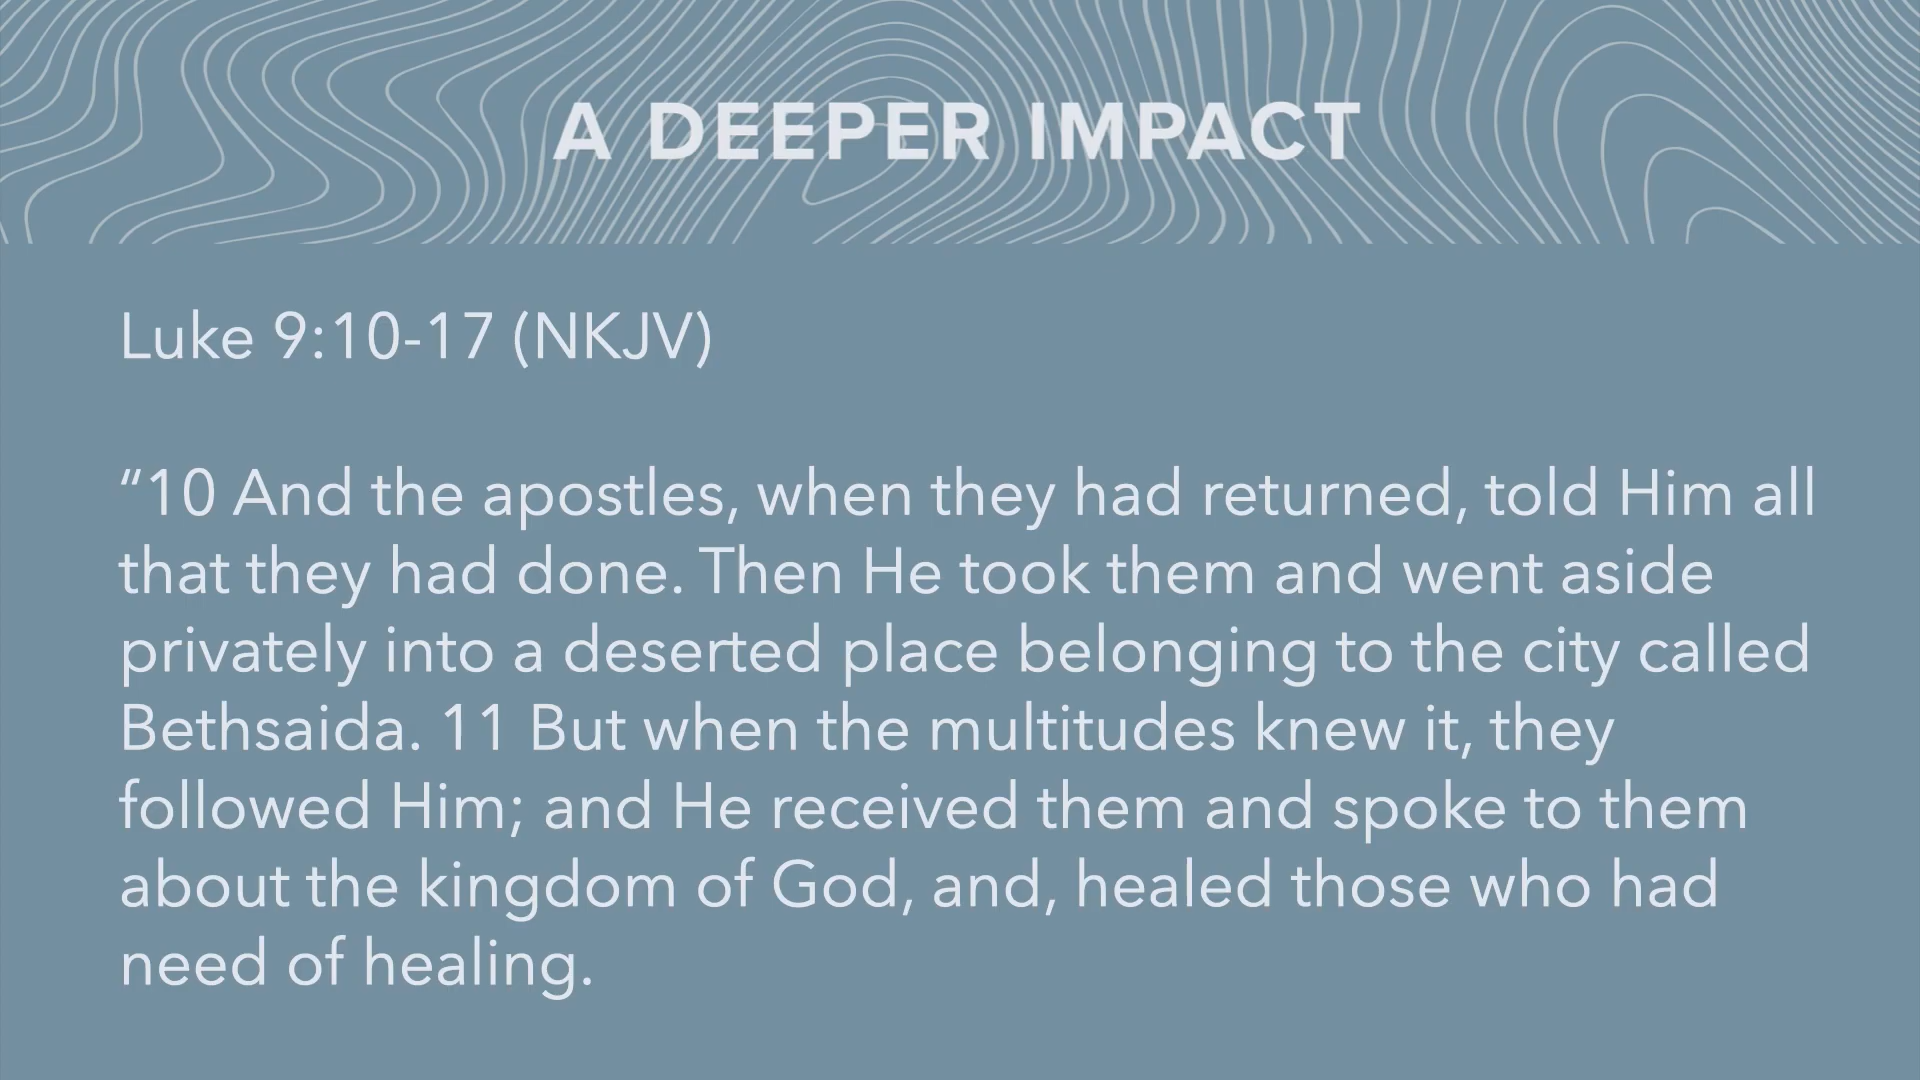 A DEEPER IMPACT
Luke 9:10-17 (NKJV)
“10 And the apostles, when they had returned, told Him all
that they had done. Then He took them and went aside
privately into a deserted place belonging to the city called
Bethsaida. 11 But when the multitudes knew it, they
followed Him; and He received them and spoke to them
about the kingdom of God, and, healed those who had
need of healing.